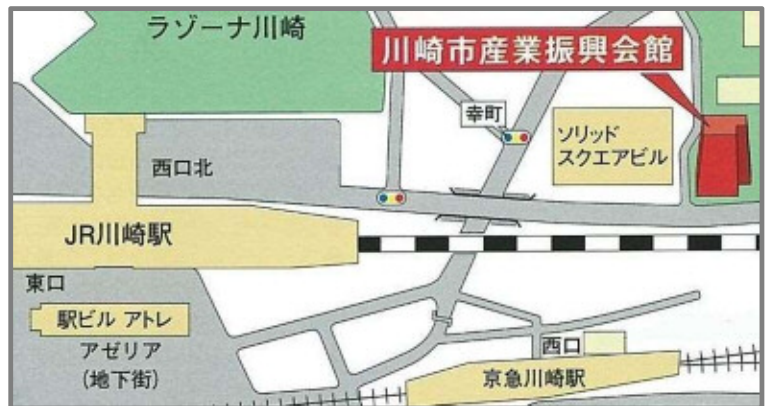 ラゾーナ川崎
川崎市産業振興会館
幸町
ソリッド
スクエアビル
西口北
JR川崎駅
東口
駅ビル アトレ
アゼリア
(地下街)
西口
京急川崎駅